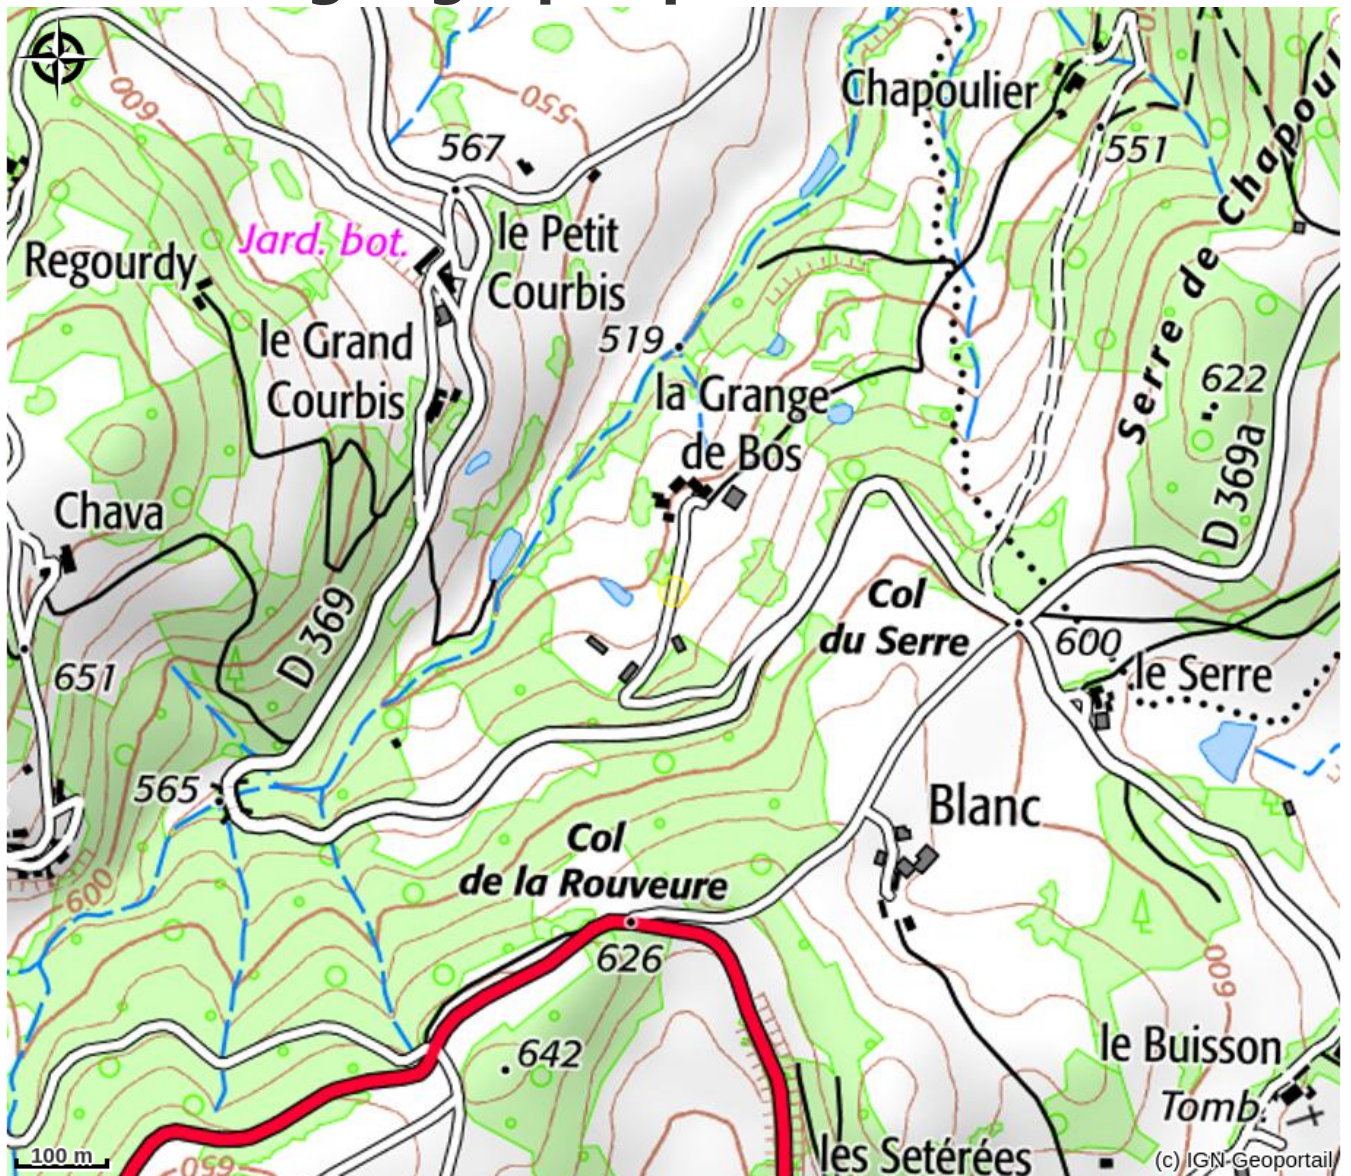 600
550
Chapoulier
567
551
Jard. bot.
le Petit
Courbis
Regourdy
Serre de Chapoul
le Grand
Courbis
519
la Grange
de Bos
622
D 369a
Chava
D 369
Col
du Serre
600
651
le Serre
565
Blanc
Col
de la Rouveure
600
626
600
642
le Buisson
Tomb.
les Setérées
650
100 m
(c) IGN-Geoportail